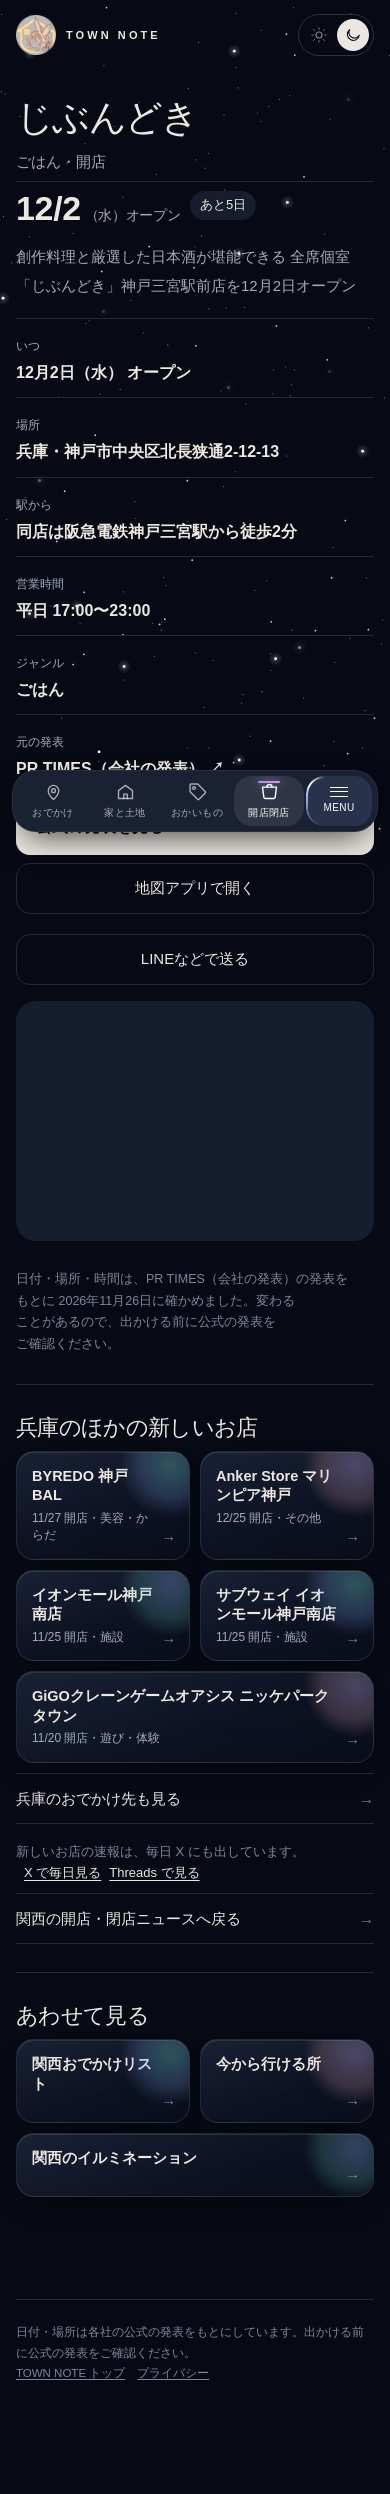 TOWN NOTE
じぶんどき
ごはん・開店
12/2（水）オープン あと5日
創作料理と厳選した日本酒が堪能できる 全席個室
「じぶんどき」神戸三宮駅前店を12月2日オープン
いつ
12月2日（水） オープン
場所
兵庫・神戸市中央区北長狭通2-12-13
駅から
同店は阪急電鉄神戸三宮駅から徒歩2分
営業時間
平日 17:00〜23:00
ジャンル
ごはん
元の発表
PR TIMES（会社の発表） ↗
おでかけ 家と土地 おかいもの 開店閉店 MENU
地図アプリで開く
LINEなどで送る
日付・場所・時間は、PR TIMES（会社の発表）の発表を
もとに 2026年11月26日に確かめました。変わる
ことがあるので、出かける前に公式の発表を
ご確認ください。
兵庫のほかの新しいお店
BYREDO 神戸
BAL
11/27 開店・美容・か
らだ →
Anker Store マリ
ンピア神戸
12/25 開店・その他 →
イオンモール神戸
南店
11/25 開店・施設 →
サブウェイ イオ
ンモール神戸南店
11/25 開店・施設 →
GiGOクレーンゲームオアシス ニッケパーク
タウン
11/20 開店・遊び・体験 →
兵庫のおでかけ先も見る →
新しいお店の速報は、毎日 X にも出しています。
X で毎日見る Threads で見る
関西の開店・閉店ニュースへ戻る →
あわせて見る
関西おでかけリス
ト →
今から行ける所 →
関西のイルミネーション →
日付・場所は各社の公式の発表をもとにしています。出かける前
に公式の発表をご確認ください。
TOWN NOTE トップ プライバシー